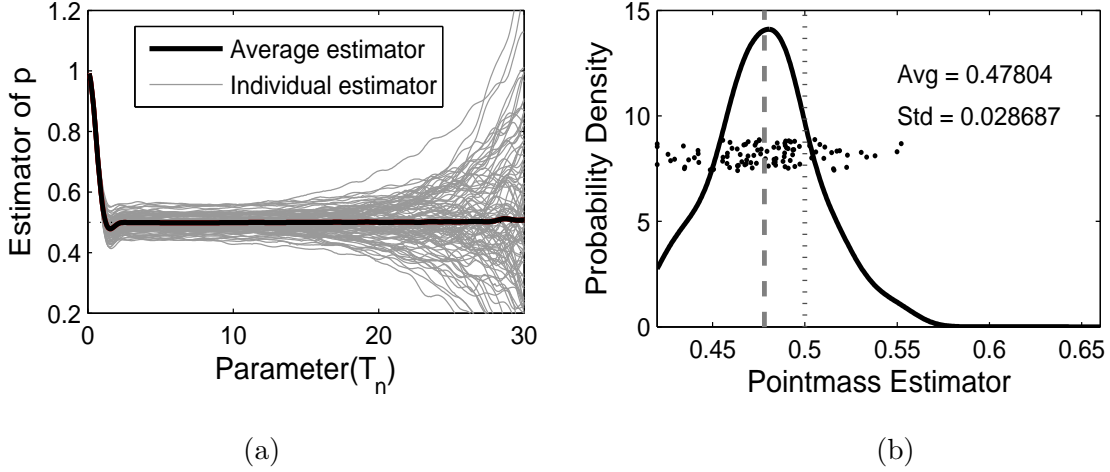 1.2
1
0.8
0.6
0.4
0.2
Estimator of p
Average estimator
Individual estimator
0 10 20 30
Parameter(T_n)
(a)
15
10
5
0
Probability Density
Avg = 0.47804
Std = 0.028687
0.45 0.5 0.55 0.6 0.65
Pointmass Estimator
(b)